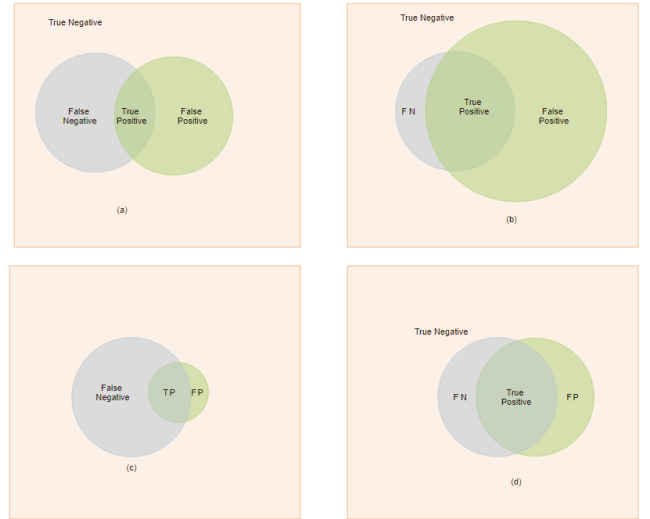 True Negative
False
Negative
True
Positive
False
Positive
(a)
True Negative
F N
True
Positive
False
Positive
(b)
False
Negative
T P
F P
(c)
True Negative
F N
True
Positive
F P
(d)